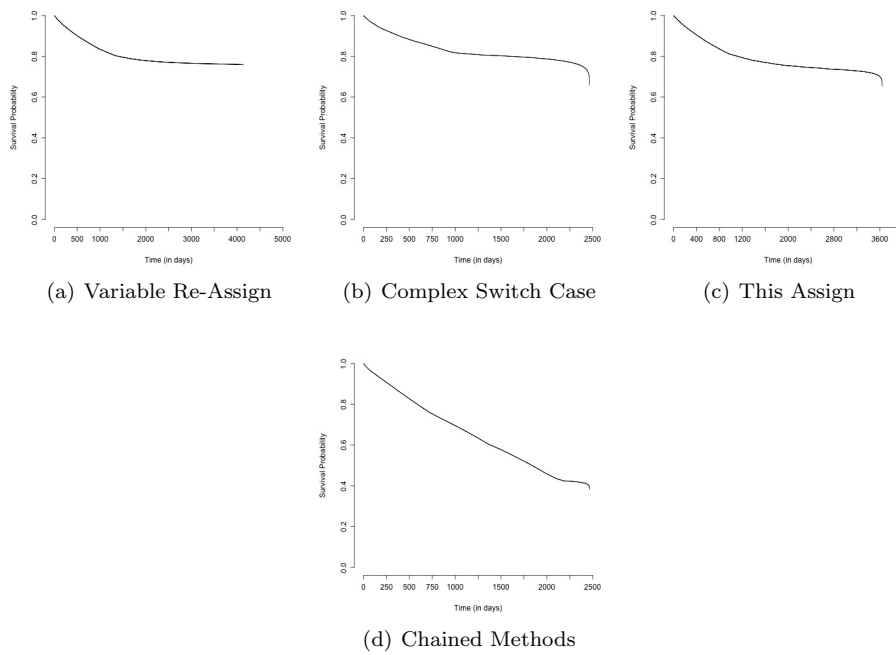 1.0
0.8
0.6
0.4
0.2
0.0
Survival Probability
0 500 1000 2000 3000 4000 5000
Time (in days)
(a) Variable Re-Assign
1.0
0.8
0.6
0.4
0.2
0.0
Survival Probability
0 250 500 750 1000 1500 2000 2500
Time (in days)
(b) Complex Switch Case
1.0
0.8
0.6
0.4
0.2
0.0
Survival Probability
0 400 800 1200 2000 2800 3600
Time (in days)
(c) This Assign
1.0
0.8
0.6
0.4
0.2
0.0
Survival Probability
0 250 500 750 1000 1500 2000 2500
Time (in days)
(d) Chained Methods